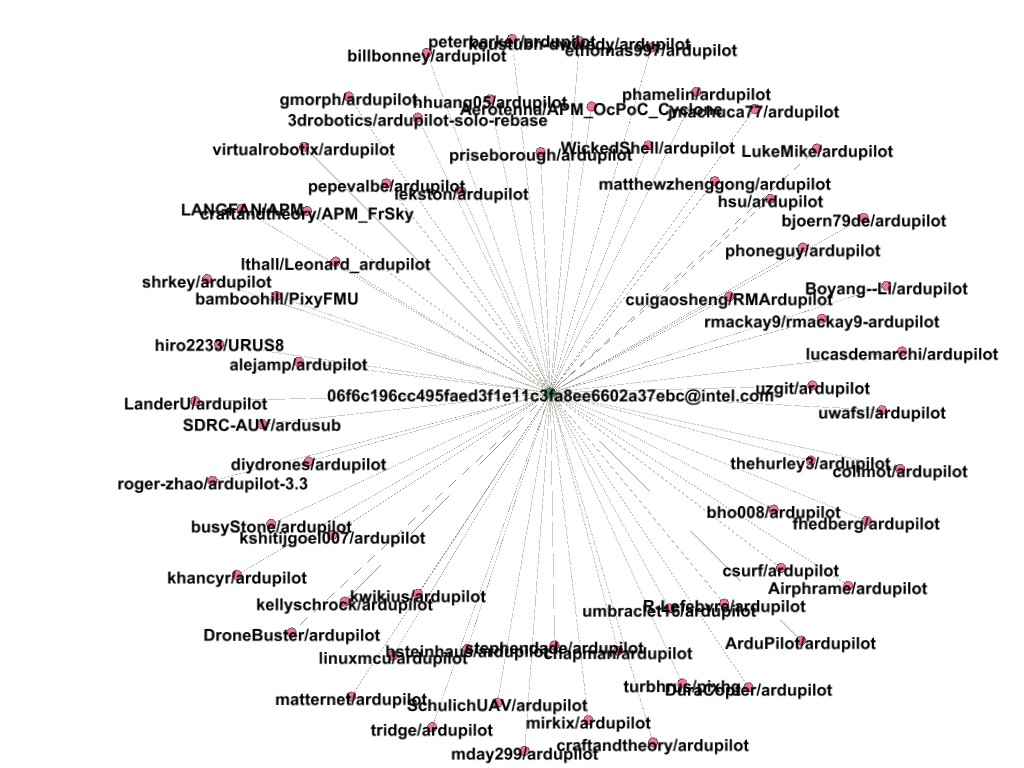 peterbarker/ardupilot
koustubh-dwivedy/ardupilot
ethomas997/ardupilot
billbonney/ardupilot
phamelin/ardupilot
gmorph/ardupilot
hhuang05/ardupilot
Aerotenna/APM_OcPoC_Cyclone
jmachuca77/ardupilot
3drobotics/ardupilot-solo-rebase
virtualrobotix/ardupilot
WickedShell/ardupilot
LukeMike/ardupilot
priseborough/ardupilot
matthewzhenggong/ardupilot
pepevalbe/ardupilot
lekston/ardupilot
hsu/ardupilot
LANGFAN/APM
craftandtheory/APM_FrSky
bjoern79de/ardupilot
phoneguy/ardupilot
lthall/Leonard_ardupilot
shrkey/ardupilot
Boyang--Li/ardupilot
bamboohill/PixyFMU
cuigaosheng/RMArdupilot
rmackay9/rmackay9-ardupilot
hiro2233/URUS8
lucasdemarchi/ardupilot
alejamp/ardupilot
uzgit/ardupilot
06f6c196cc495faed3f1e11c3fa8ee6602a37ebc@intel.com
LanderU/ardupilot
uwafsl/ardupilot
SDRC-AUV/ardusub
diydrones/ardupilot
thehurley3/ardupilot
collmot/ardupilot
roger-zhao/ardupilot-3.3
bho008/ardupilot
busyStone/ardupilot
fhedberg/ardupilot
kshitijgoel007/ardupilot
csurf/ardupilot
khancyr/ardupilot
Airphrame/ardupilot
kwikius/ardupilot
kellyschrock/ardupilot
R-Lefebvre/ardupilot
umbraclet16/ardupilot
DroneBuster/ardupilot
ArduPilot/ardupilot
stephendade/ardupilot
bsteinhaus/ardupilot
chapman/ardupilot
linuxmcu/ardupilot
turbhrus/pixhg
DuraCopter/ardupilot
matternet/ardupilot
SchulichUAV/ardupilot
mirkix/ardupilot
tridge/ardupilot
craftandtheory/ardupilot
mday299/ardupilot